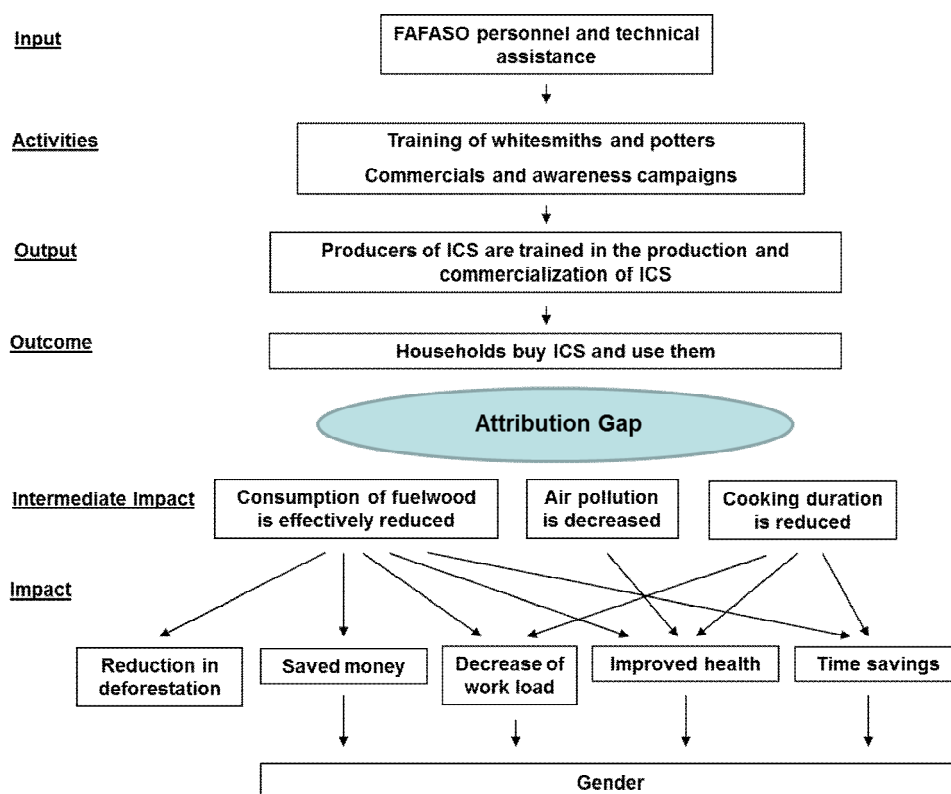 Input
FAFASO personnel and technical
assistance
Activities
Training of whitesmiths and potters
Commercials and awareness campaigns
Output
Producers of ICS are trained in the production and
commercialization of ICS
Outcome
Households buy ICS and use them
Attribution Gap
Intermediate Impact
Consumption of fuelwood
is effectively reduced
Air pollution
is decreased
Cooking duration
is reduced
Impact
Reduction in
deforestation
Saved money
Decrease of
work load
Improved health
Time savings
Gender